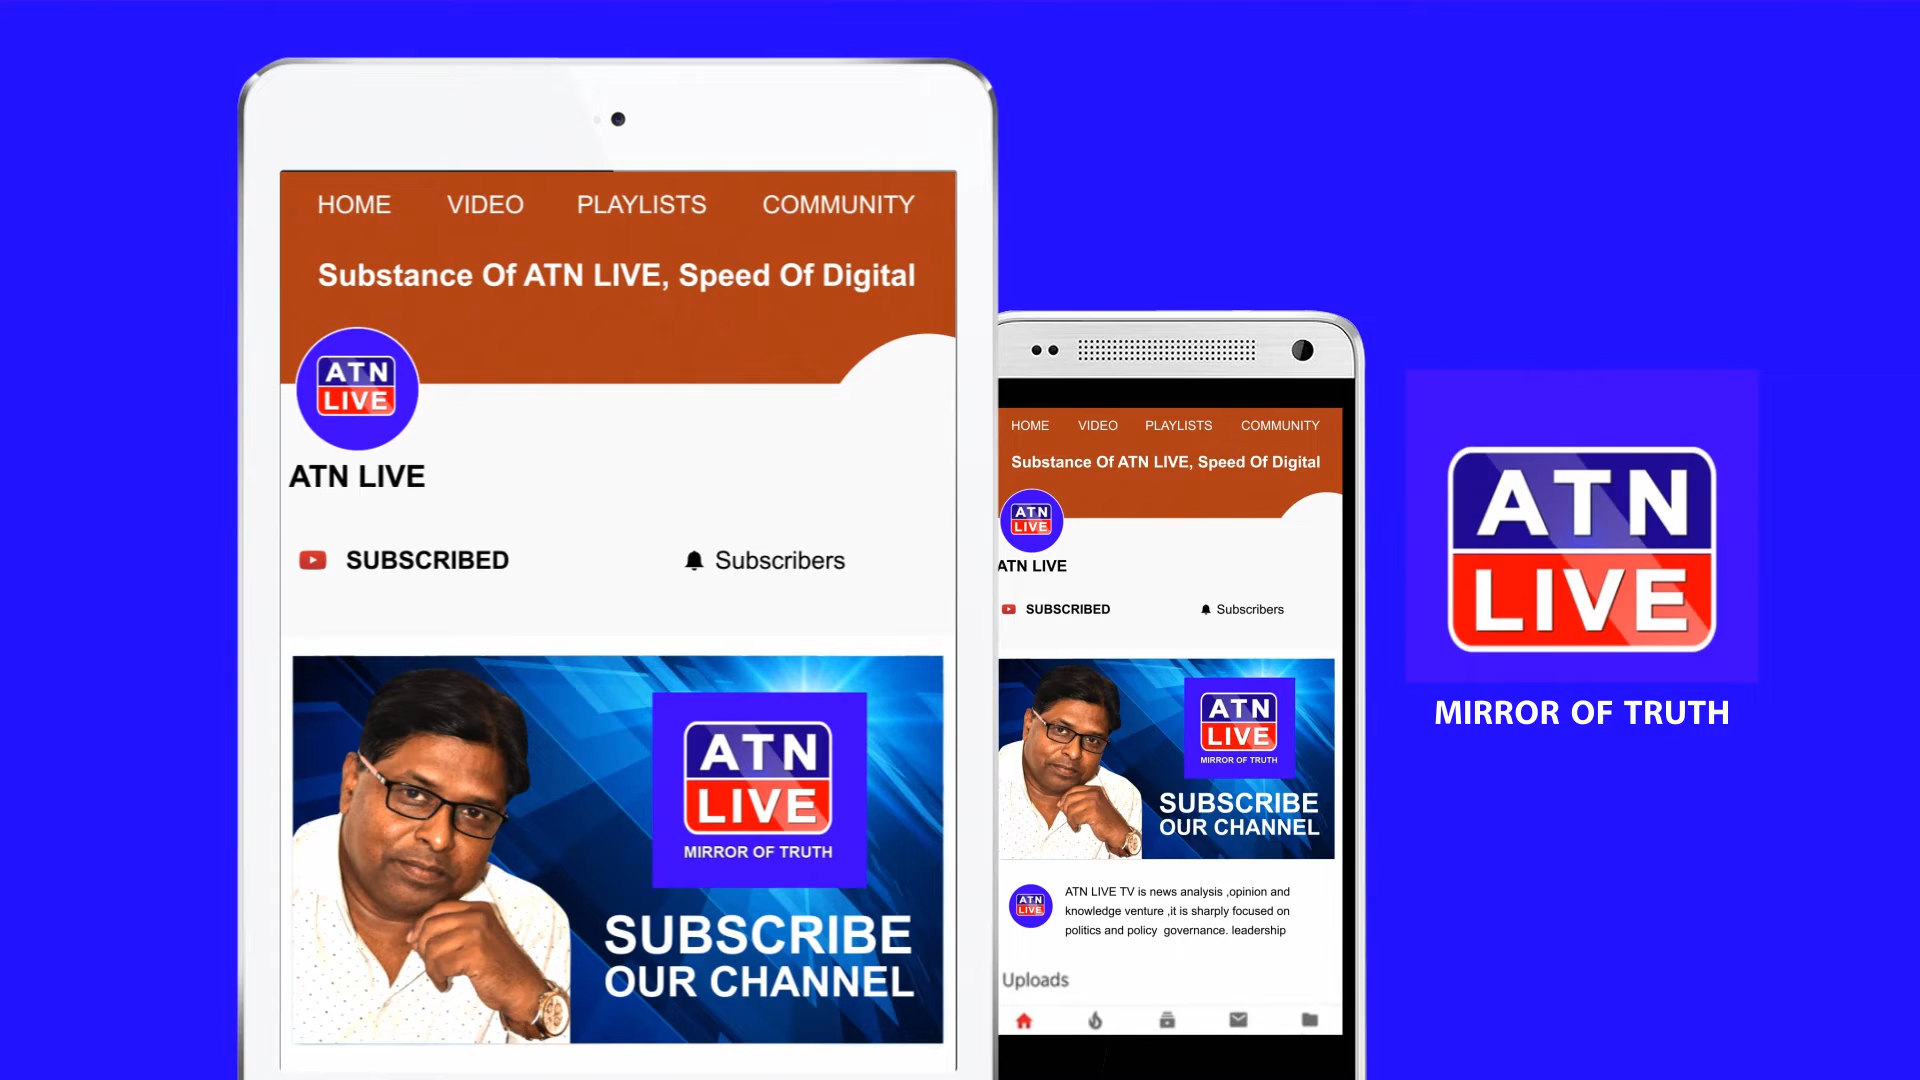 HOME VIDEO PLAYLISTS COMMUNITY
Substance Of ATN LIVE, Speed Of Digital
ATN
LIVE
ATN LIVE
SUBSCRIBED Subscribers
ATN
LIVE
MIRROR OF TRUTH
SUBSCRIBE
OUR CHANNEL
HOME VIDEO PLAYLISTS COMMUNITY
Substance Of ATN LIVE, Speed Of Digital
ATN
LIVE
ATN LIVE
SUBSCRIBED Subscribers
ATN
LIVE
MIRROR OF TRUTH
SUBSCRIBE
OUR CHANNEL
ATN
LIVE
ATN LIVE TV is news analysis ,opinion and
knowledge venture ,it is sharply focused on
politics and policy governance. leadership
Uploads
ATN
LIVE
MIRROR OF TRUTH